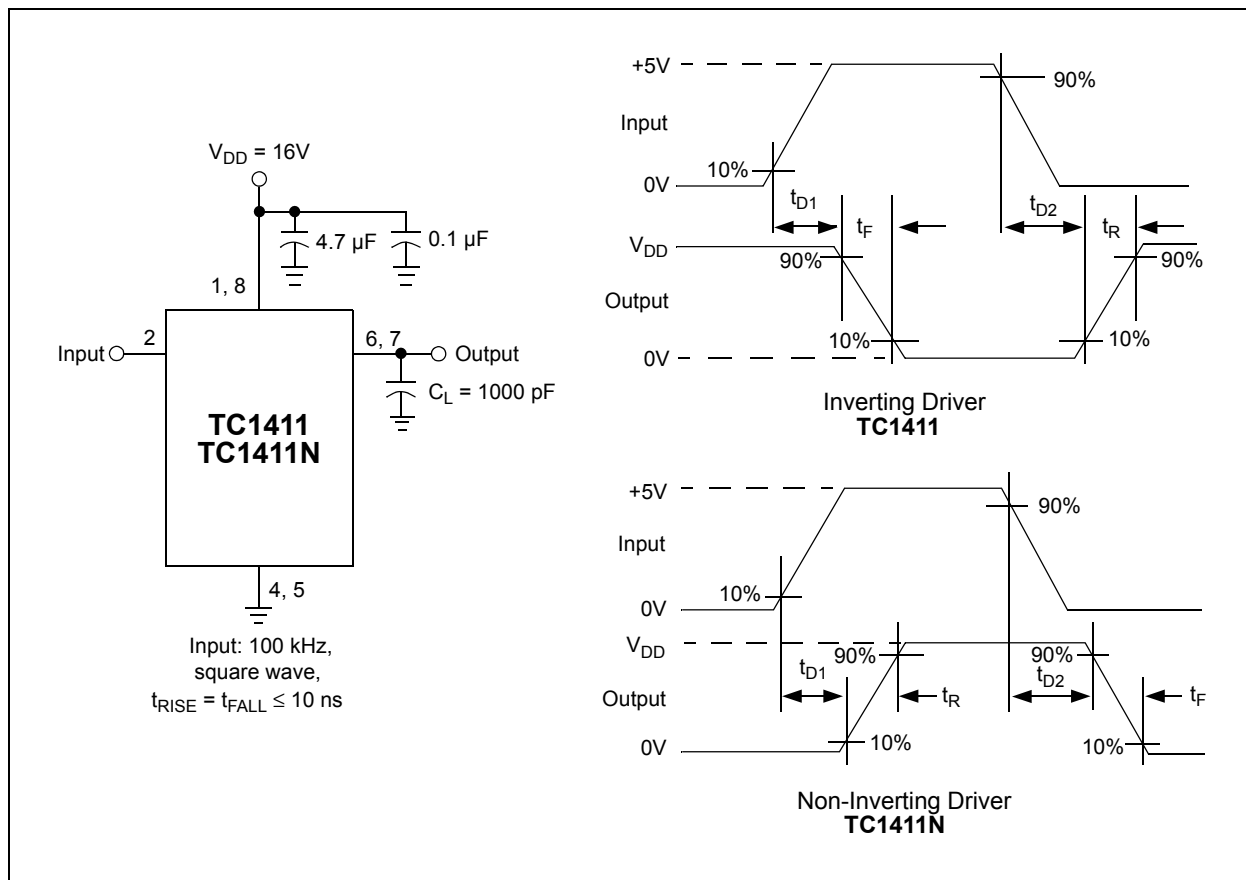 V_DD = 16V
4.7 µF
0.1 µF
1, 8
Input
2
6, 7
Output
C_L = 1000 pF
TC1411
TC1411N
4, 5
Input: 100 kHz,
square wave,
t_RISE = t_FALL ≤ 10 ns
+5V
90%
Input
10%
0V
t_D1
t_F
t_D2
t_R
V_DD
90%
90%
Output
10%
10%
0V
Inverting Driver
TC1411
+5V
90%
Input
10%
0V
V_DD
t_D1
90%
90%
t_D2
Output
t_R
t_F
10%
10%
0V
Non-Inverting Driver
TC1411N